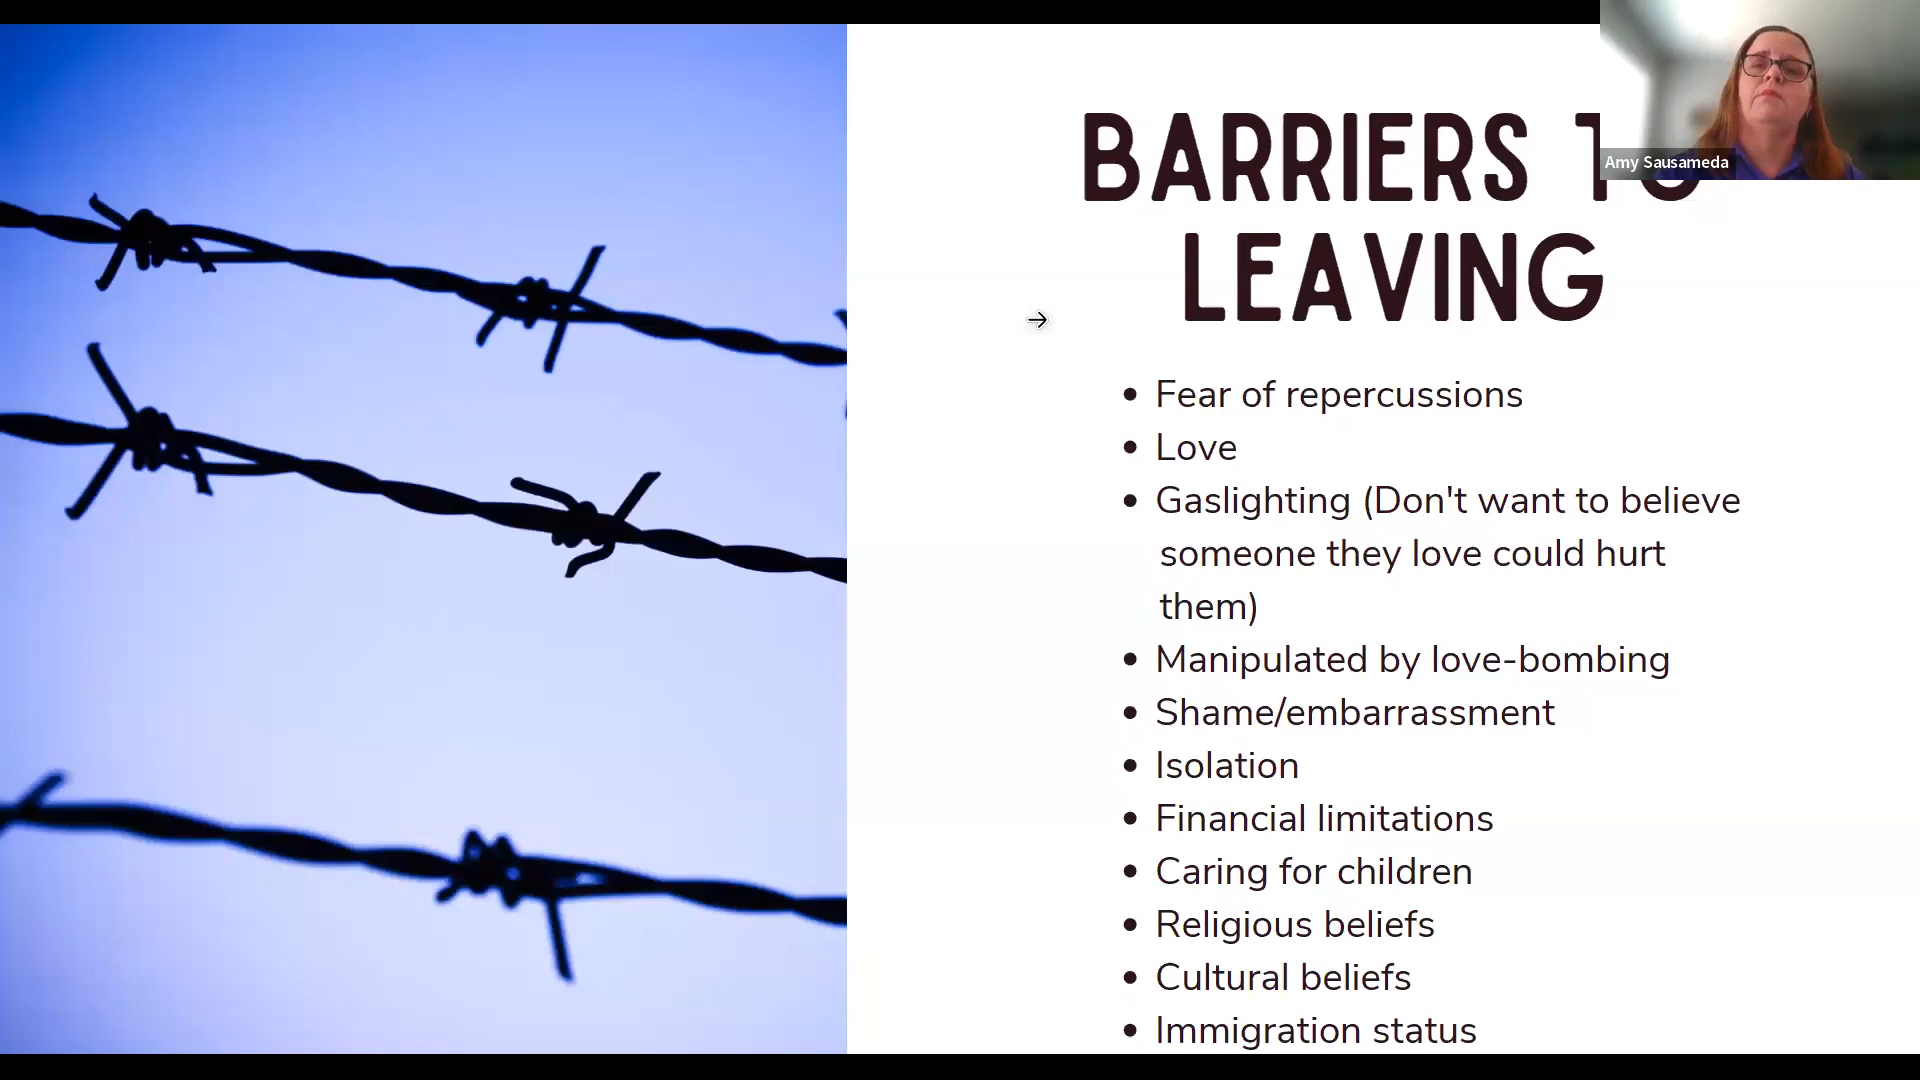 BARRIERS TO
LEAVING
Amy Sausameda
• Fear of repercussions
• Love
• Gaslighting (Don't want to believe
someone they love could hurt
them)
• Manipulated by love-bombing
• Shame/embarrassment
• Isolation
• Financial limitations
• Caring for children
• Religious beliefs
• Cultural beliefs
• Immigration status